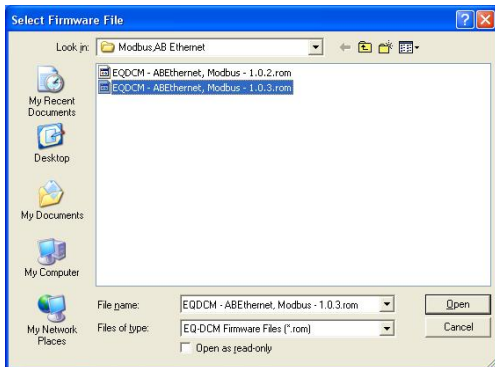 Select Firmware File
Look in:
Modbus,AB Ethernet
EQDCM - ABEthernet, Modbus - 1.0.2.rom
EQDCM - ABEthernet, Modbus - 1.0.3.rom
My Recent
Documents
Desktop
My Documents
My Computer
My Network
Places
File name:
EQDCM - ABEthernet, Modbus - 1.0.3.rom
Open
Files of type:
EQ-DCM Firmware Files (*.rom)
Cancel
Open as read-only